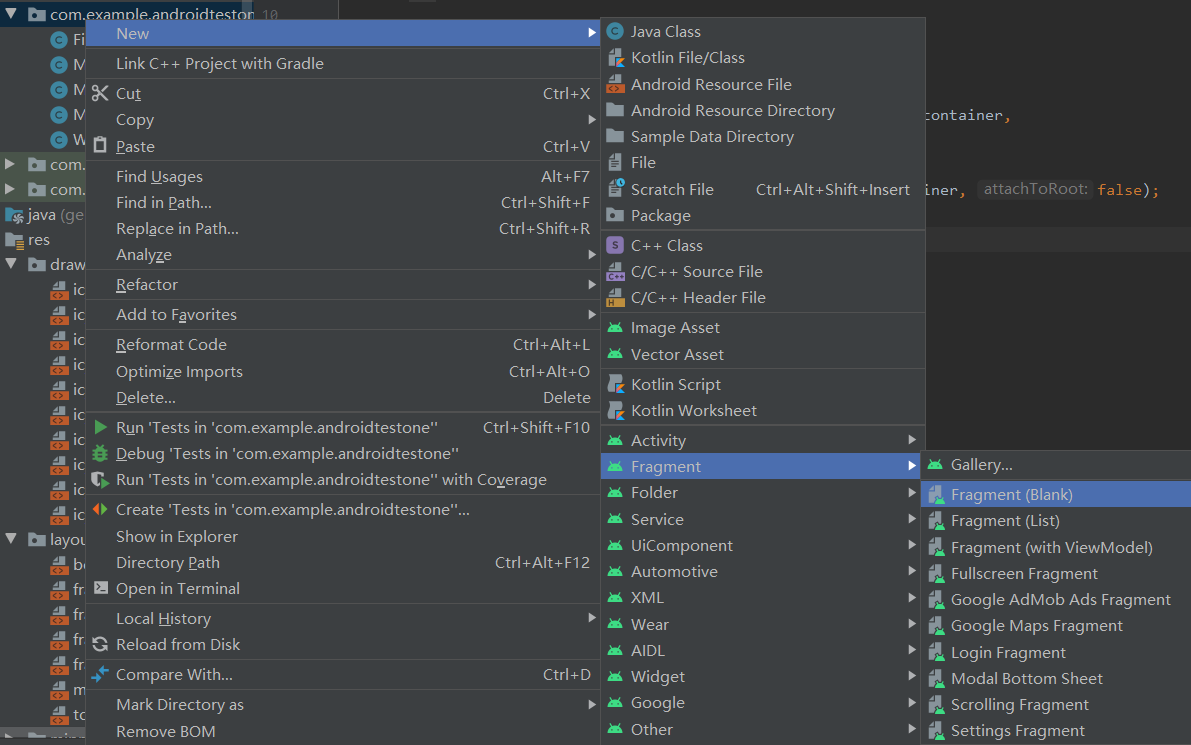 com.example.androidteston 10
Fi
M
M
M
W
com.
com.
java (ge
res
draw
ic
ic
ic
ic
ic
ic
ic
ic
ic
ic
layou
fr
fr
fr
fr
m
New
Link C++ Project with Gradle
Cut Ctrl+X
Copy
Paste Ctrl+V
Find Usages Alt+F7
Find in Path... Ctrl+Shift+F
Replace in Path... Ctrl+Shift+R
Analyze
Refactor
Add to Favorites
Reformat Code Ctrl+Alt+L
Optimize Imports Ctrl+Alt+O
Delete... Delete
Run 'Tests in 'com.example.androidtestone'' Ctrl+Shift+F10
Debug 'Tests in 'com.example.androidtestone''
Run 'Tests in 'com.example.androidtestone'' with Coverage
Create 'Tests in 'com.example.androidtestone''...
Show in Explorer
Directory Path Ctrl+Alt+F12
Open in Terminal
Local History
Reload from Disk
Compare With... Ctrl+D
Mark Directory as
Remove BOM
Java Class
Kotlin File/Class
Android Resource File
Android Resource Directory
Sample Data Directory
File
Scratch File Ctrl+Alt+Shift+Insert
Package
C++ Class
C/C++ Source File
C/C++ Header File
Image Asset
Vector Asset
Kotlin Script
Kotlin Worksheet
Activity
Fragment
Folder
Service
UiComponent
Automotive
XML
Wear
AIDL
Widget
Google
Other
Gallery...
Fragment (Blank)
Fragment (List)
Fragment (with ViewModel)
Fullscreen Fragment
Google AdMob Ads Fragment
Google Maps Fragment
Login Fragment
Modal Bottom Sheet
Scrolling Fragment
Settings Fragment
container,
iner, attachToRoot: false);